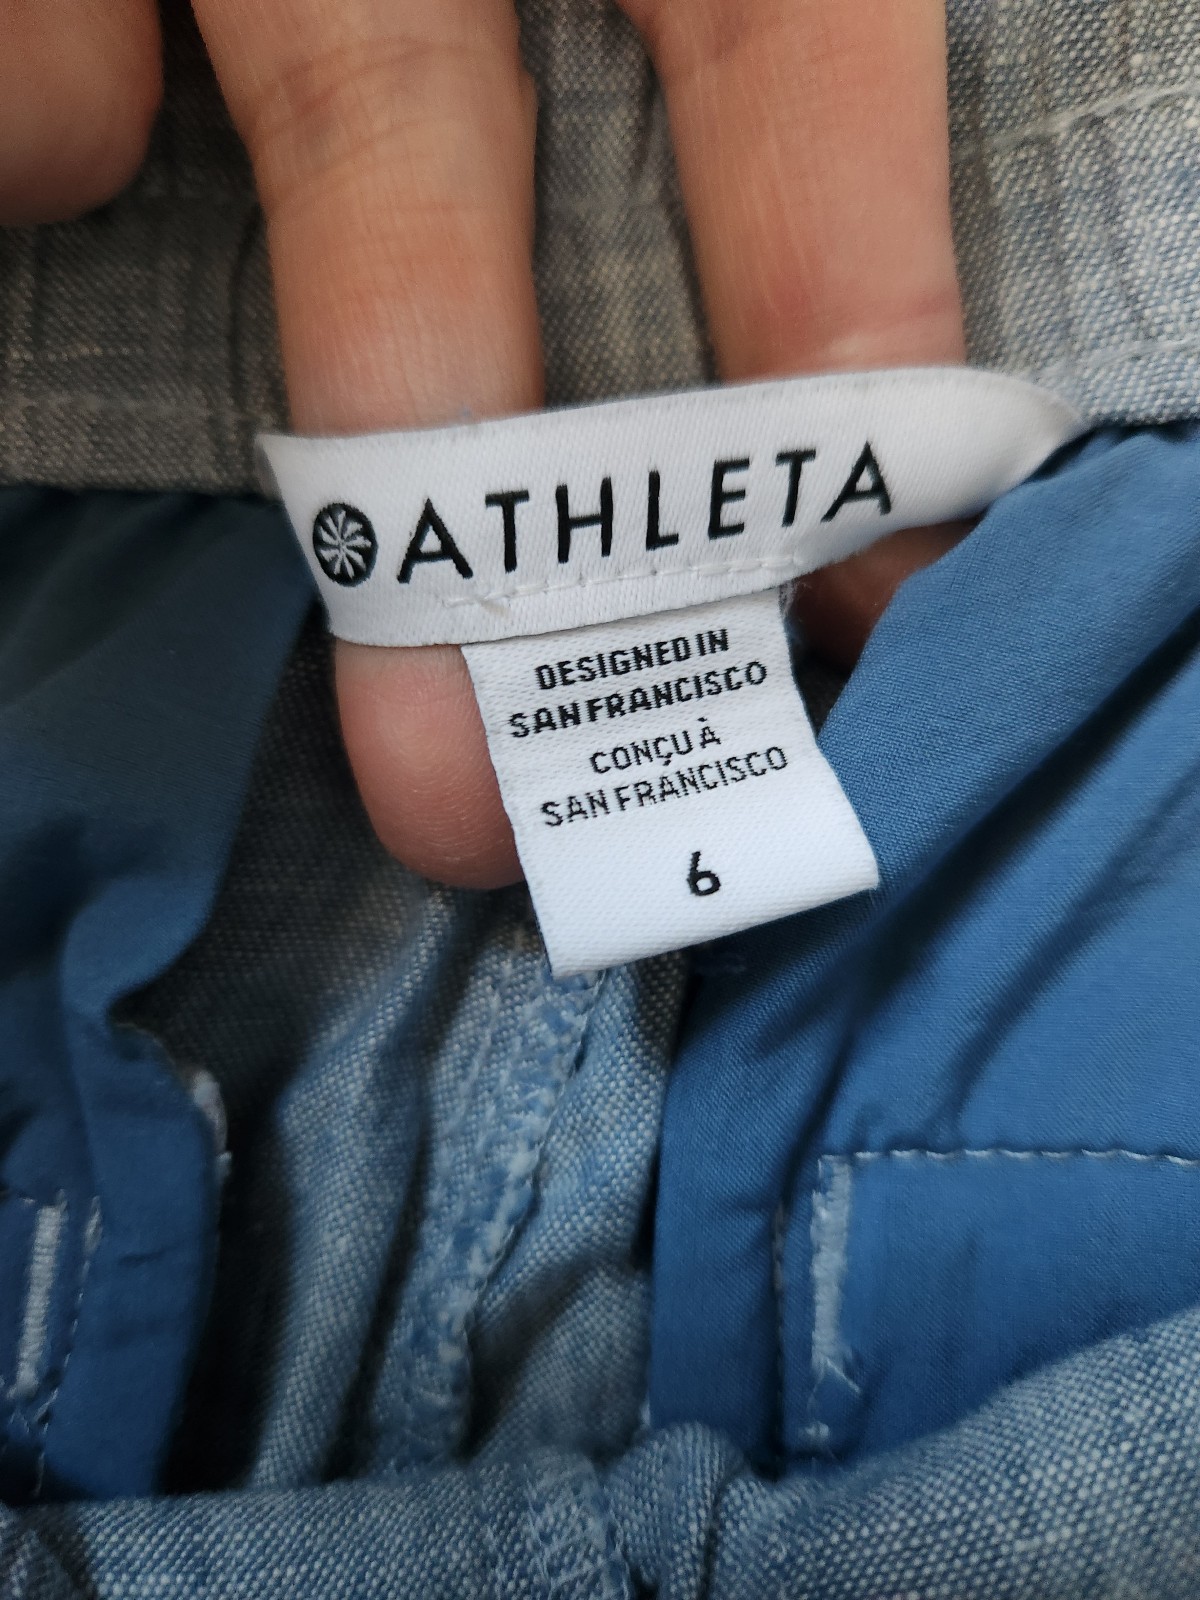 ATHLETA
DESIGNED IN
SAN FRANCISCO
CONÇU À
SAN FRANCISCO
6